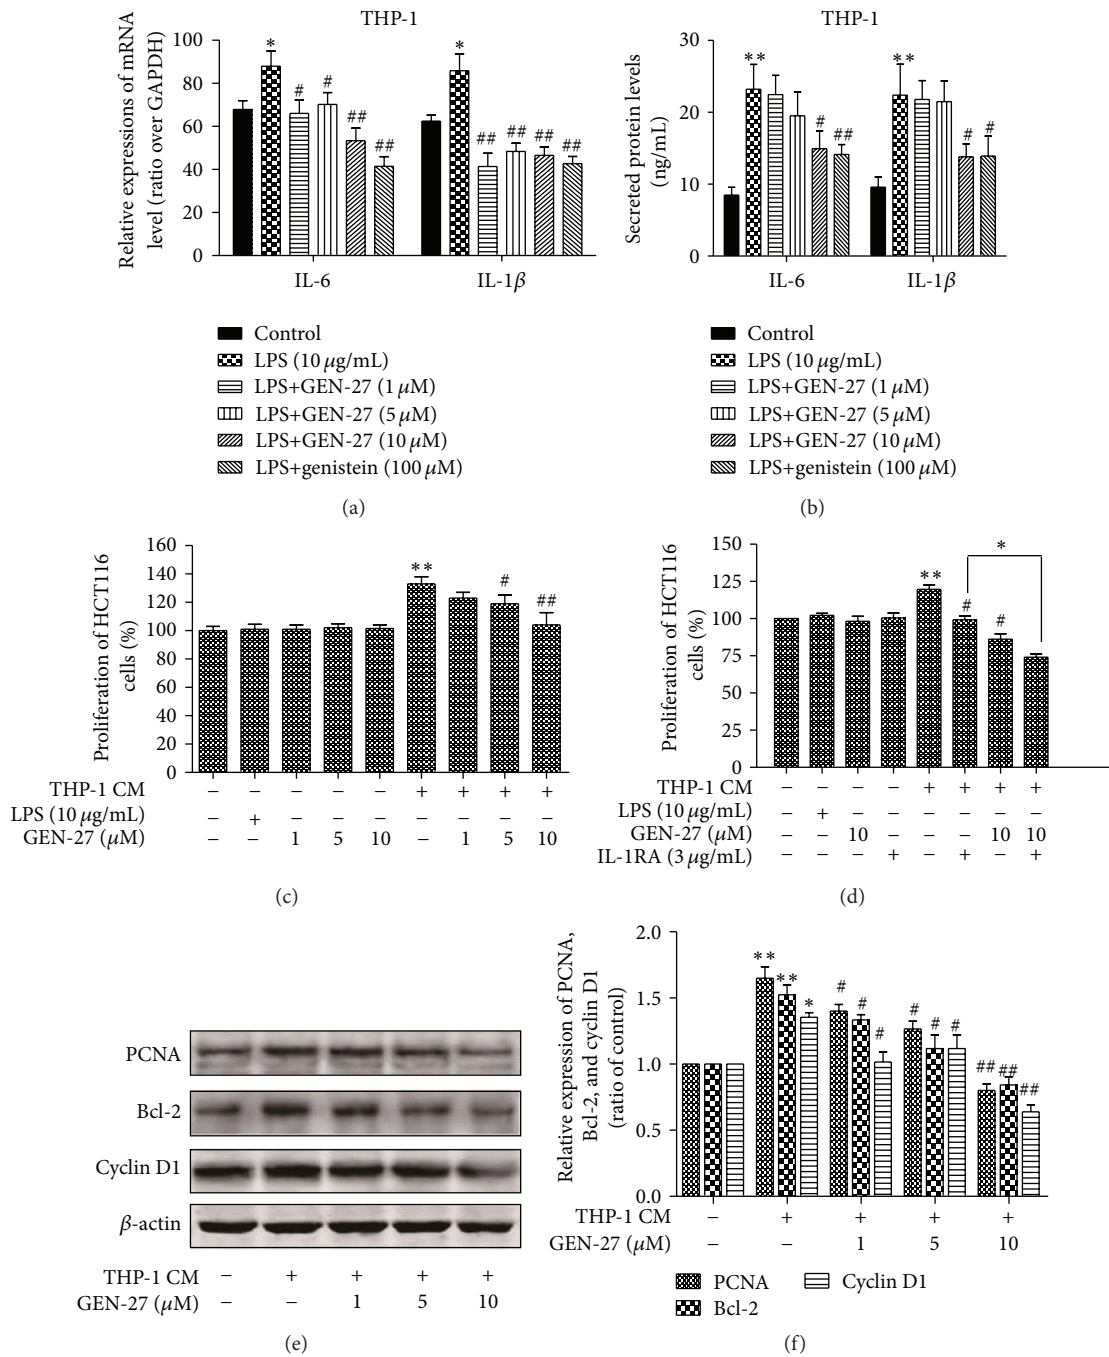 THP-1
Relative expressions of mRNA
level (ratio over GAPDH)
100
80
60
40
20
0
*
#
#
##
##
*
##
##
##
##
IL-6 IL-1β
Control
LPS (10 μg/mL)
LPS+GEN-27 (1 μM)
LPS+GEN-27 (5 μM)
LPS+GEN-27 (10 μM)
LPS+genistein (100 μM)
(a)
THP-1
Secreted protein levels
(ng/mL)
30
20
10
0
**
#
##
**
#
#
IL-6 IL-1β
Control
LPS (10 μg/mL)
LPS+GEN-27 (1 μM)
LPS+GEN-27 (5 μM)
LPS+GEN-27 (10 μM)
LPS+genistein (100 μM)
(b)
Proliferation of HCT116
cells (%)
160
140
120
100
80
60
40
20
0
**
#
##
THP-1 CM − − − − − + + + +
LPS (10 μg/mL) − + − − − − − − −
GEN-27 (μM) − − 1 5 10 − 1 5 10
(c)
Proliferation of HCT116
cells (%)
150
125
100
75
50
25
0
**
#
#
*
THP-1 CM − − − − + + + +
LPS (10 μg/mL) − + − − − − − −
GEN-27 (μM) − − 10 − − − 10 10
IL-1RA (3 μg/mL) − − − + − + − +
(d)
PCNA
Bcl-2
Cyclin D1
β-actin
THP-1 CM − + + + +
GEN-27 (μM) − − 1 5 10
(e)
Relative expression of PCNA,
Bcl-2, and cyclin D1
(ratio of control)
2.0
1.5
1.0
0.5
0.0
** ** *
# # #
# # #
## ## ##
THP-1 CM − + + + +
GEN-27 (μM) − − 1 5 10
PCNA Cyclin D1
Bcl-2
(f)